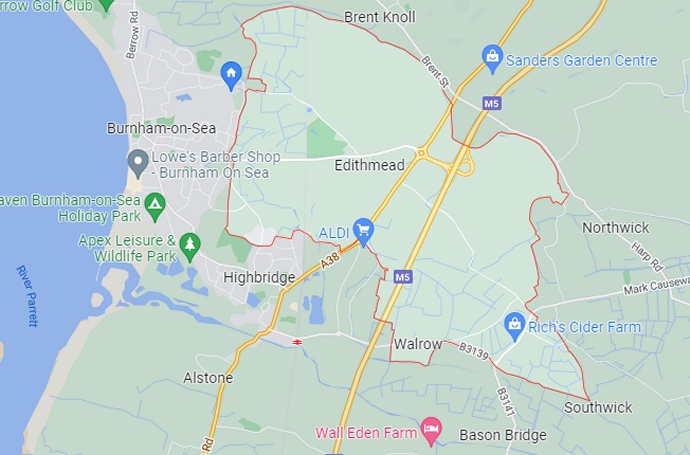 rrow Golf Club
Berrow Rd
Brent Knoll
Brent St
Sanders Garden Centre
M5
Burnham-on-Sea
Lowe's Barber Shop
- Burnham On Sea
Edithmead
aven Burnham-on-Sea
Holiday Park
Apex Leisure &
Wildlife Park
ALDI
Northwick
Harp Rd
A38
M5
Highbridge
Mark Causewa
River Parrett
Rich's Cider Farm
Walrow
B3139
Alstone
B3141
Southwick
Wall Eden Farm
Bason Bridge
Rd